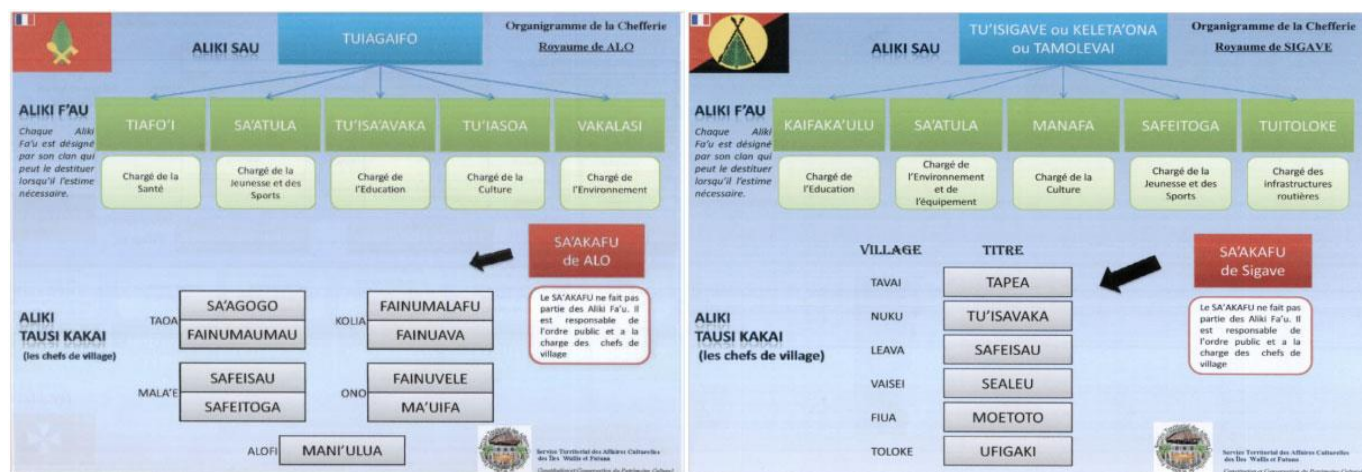 ALIKI SAU
TUIAGAIFO
Organigramme de la Chefferie
Royaume de ALO
ALIKI F'AU
Chaque Aliki
Fa'u est désigné
par son clan qui
peut le destituer
lorsqu'il l'estime
nécessaire.
TIAFO'I
SA'ATULA
TU'ISA'AVAKA
TU'IASOA
VAKALASI
Chargé de la
Santé
Chargé de la
Jeunesse et des
Sports
Chargé de
l'Education
Chargé de la
Culture
Chargé de
l'Environnement
SA'AKAFU
de ALO
Le SA'AKAFU ne fait pas
partie des Aliki Fa'u. Il
est responsable de
l'ordre public et a la
charge des chefs de
village
ALIKI
TAUSI KAKAI
(les chefs de village)
TAOA
SA'AGOGO
FAINUMAUMAU
KOLIA
FAINUMALAFU
FAINUAVA
MALA'E
SAFEISAU
SAFEITOGA
ONO
FAINUVELE
MA'UIFA
ALOFI
MANI'ULUA
Service Territorial des Affaires Culturelles
des Îles Wallis et Futuna
ALIKI SAU
TU'ISIGAVE ou KELETA'ONA
ou TAMOLEVAI
Organigramme de la Chefferie
Royaume de SIGAVE
ALIKI F'AU
Chaque Aliki
Fa'u est désigné
par son clan qui
peut le destituer
lorsqu'il l'estime
nécessaire.
KAIFAKA'ULU
SA'ATULA
MANAFA
SAFEITOGA
TUITOLOKE
Chargé de
l'Education
Chargé de
l'Environnement
et de
l'équipement
Chargé de la
Culture
Chargé de la
Jeunesse et des
Sports
Chargé des
infrastructures
routières
VILLAGE TITRE
TAVAI TAPEA
NUKU TU'ISAVAKA
LEAVA SAFEISAU
VAISEI SEALEU
FIUA MOETOTO
TOLOKE UFIGAKI
SA'AKAFU
de Sigave
Le SA'AKAFU ne fait pas
partie des Aliki Fa'u. Il
est responsable de
l'ordre public et a la
charge des chefs de
village
ALIKI
TAUSI KAKAI
(les chefs de village)
Service Territorial des Affaires Culturelles
des Îles Wallis et Futuna